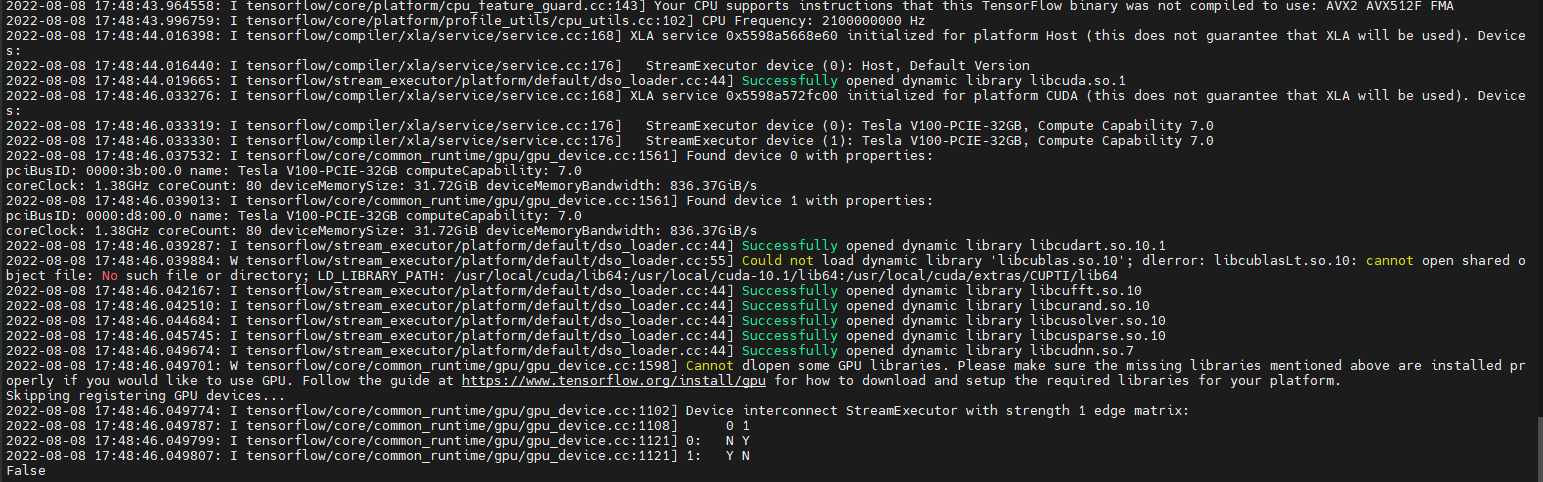 2022-08-08 17:48:43.964558: I tensorflow/core/platform/cpu_feature_guard.cc:143] Your CPU supports instructions that this TensorFlow binary was not compiled to use: AVX2 AVX512F FMA
2022-08-08 17:48:43.996759: I tensorflow/core/platform/profile_utils/cpu_utils.cc:102] CPU Frequency: 2100000000 Hz
2022-08-08 17:48:44.016398: I tensorflow/compiler/xla/service/service.cc:168] XLA service 0x5598a5668e60 initialized for platform Host (this does not guarantee that XLA will be used). Device
s:
2022-08-08 17:48:44.016440: I tensorflow/compiler/xla/service/service.cc:176]   StreamExecutor device (0): Host, Default Version
2022-08-08 17:48:44.019665: I tensorflow/stream_executor/platform/default/dso_loader.cc:44] Successfully opened dynamic library libcuda.so.1
2022-08-08 17:48:46.033276: I tensorflow/compiler/xla/service/service.cc:168] XLA service 0x5598a572fc00 initialized for platform CUDA (this does not guarantee that XLA will be used). Device
s:
2022-08-08 17:48:46.033319: I tensorflow/compiler/xla/service/service.cc:176]   StreamExecutor device (0): Tesla V100-PCIE-32GB, Compute Capability 7.0
2022-08-08 17:48:46.033330: I tensorflow/compiler/xla/service/service.cc:176]   StreamExecutor device (1): Tesla V100-PCIE-32GB, Compute Capability 7.0
2022-08-08 17:48:46.037532: I tensorflow/core/common_runtime/gpu/gpu_device.cc:1561] Found device 0 with properties:
pciBusID: 0000:3b:00.0 name: Tesla V100-PCIE-32GB computeCapability: 7.0
coreClock: 1.38GHz coreCount: 80 deviceMemorySize: 31.72GiB deviceMemoryBandwidth: 836.37GiB/s
2022-08-08 17:48:46.039013: I tensorflow/core/common_runtime/gpu/gpu_device.cc:1561] Found device 1 with properties:
pciBusID: 0000:d8:00.0 name: Tesla V100-PCIE-32GB computeCapability: 7.0
coreClock: 1.38GHz coreCount: 80 deviceMemorySize: 31.72GiB deviceMemoryBandwidth: 836.37GiB/s
2022-08-08 17:48:46.039287: I tensorflow/stream_executor/platform/default/dso_loader.cc:44] Successfully opened dynamic library libcudart.so.10.1
2022-08-08 17:48:46.039884: W tensorflow/stream_executor/platform/default/dso_loader.cc:55] Could not load dynamic library 'libcublas.so.10'; dlerror: libcublasLt.so.10: cannot open shared o
bject file: No such file or directory; LD_LIBRARY_PATH: /usr/local/cuda/lib64:/usr/local/cuda-10.1/lib64:/usr/local/cuda/extras/CUPTI/lib64
2022-08-08 17:48:46.042167: I tensorflow/stream_executor/platform/default/dso_loader.cc:44] Successfully opened dynamic library libcufft.so.10
2022-08-08 17:48:46.042510: I tensorflow/stream_executor/platform/default/dso_loader.cc:44] Successfully opened dynamic library libcurand.so.10
2022-08-08 17:48:46.044684: I tensorflow/stream_executor/platform/default/dso_loader.cc:44] Successfully opened dynamic library libcusolver.so.10
2022-08-08 17:48:46.045745: I tensorflow/stream_executor/platform/default/dso_loader.cc:44] Successfully opened dynamic library libcusparse.so.10
2022-08-08 17:48:46.049674: I tensorflow/stream_executor/platform/default/dso_loader.cc:44] Successfully opened dynamic library libcudnn.so.7
2022-08-08 17:48:46.049701: W tensorflow/core/common_runtime/gpu/gpu_device.cc:1598] Cannot dlopen some GPU libraries. Please make sure the missing libraries mentioned above are installed pr
operly if you would like to use GPU. Follow the guide at https://www.tensorflow.org/install/gpu for how to download and setup the required libraries for your platform.
Skipping registering GPU devices...
2022-08-08 17:48:46.049774: I tensorflow/core/common_runtime/gpu/gpu_device.cc:1102] Device interconnect StreamExecutor with strength 1 edge matrix:
2022-08-08 17:48:46.049787: I tensorflow/core/common_runtime/gpu/gpu_device.cc:1108]      0 1
2022-08-08 17:48:46.049799: I tensorflow/core/common_runtime/gpu/gpu_device.cc:1121] 0:   N Y
2022-08-08 17:48:46.049807: I tensorflow/core/common_runtime/gpu/gpu_device.cc:1121] 1:   Y N
False